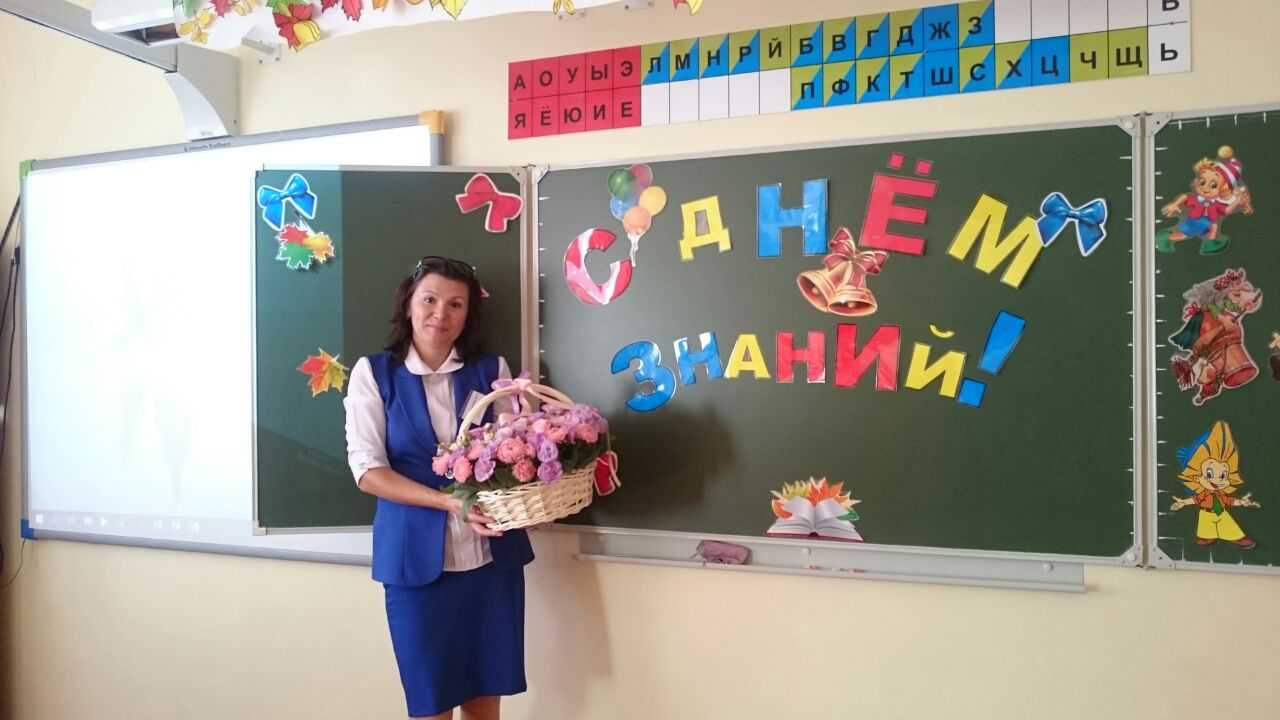 А О У Ы Э Л М Н Р Й Б В Г Д Ж З
Я Ё Ю И Е П Ф К Т Ш С Х Ц Ч Щ Ь
С ДНЁМ
ЗНАНИЙ!